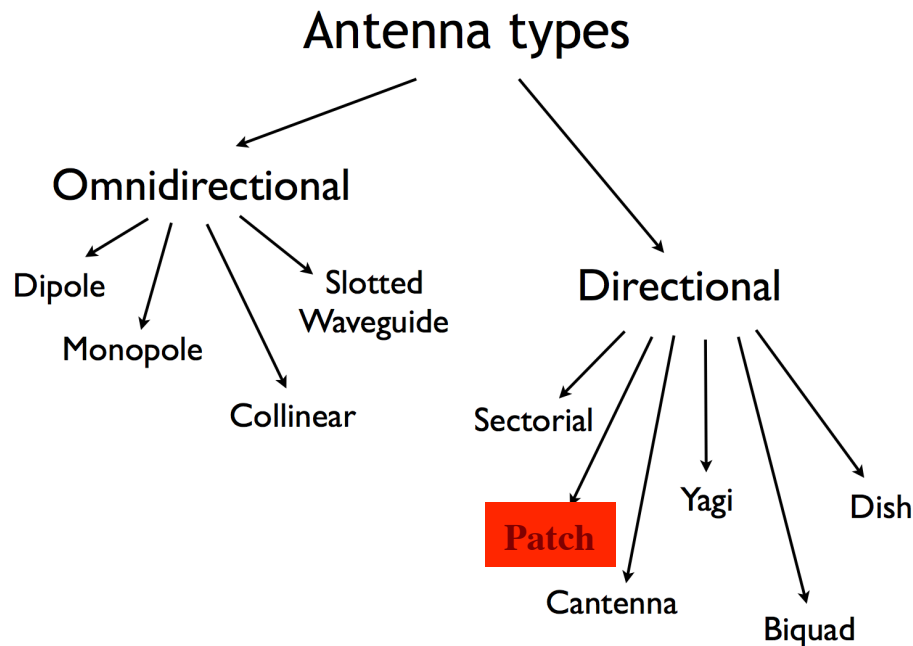 Antenna types
Omnidirectional
Dipole
Slotted
Waveguide
Monopole
Collinear
Directional
Sectorial
Patch
Yagi
Dish
Cantenna
Biquad